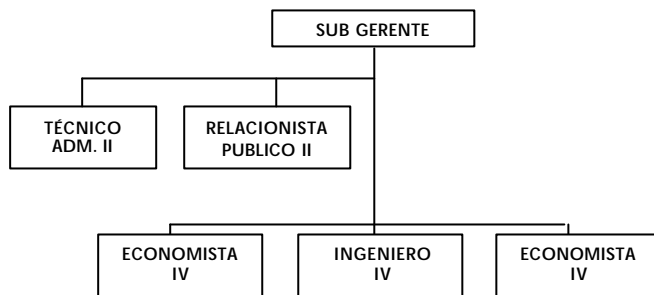 SUB GERENTE
TÉCNICO
ADM. II
RELACIONISTA
PUBLICO II
ECONOMISTA
IV
INGENIERO
IV
ECONOMISTA
IV